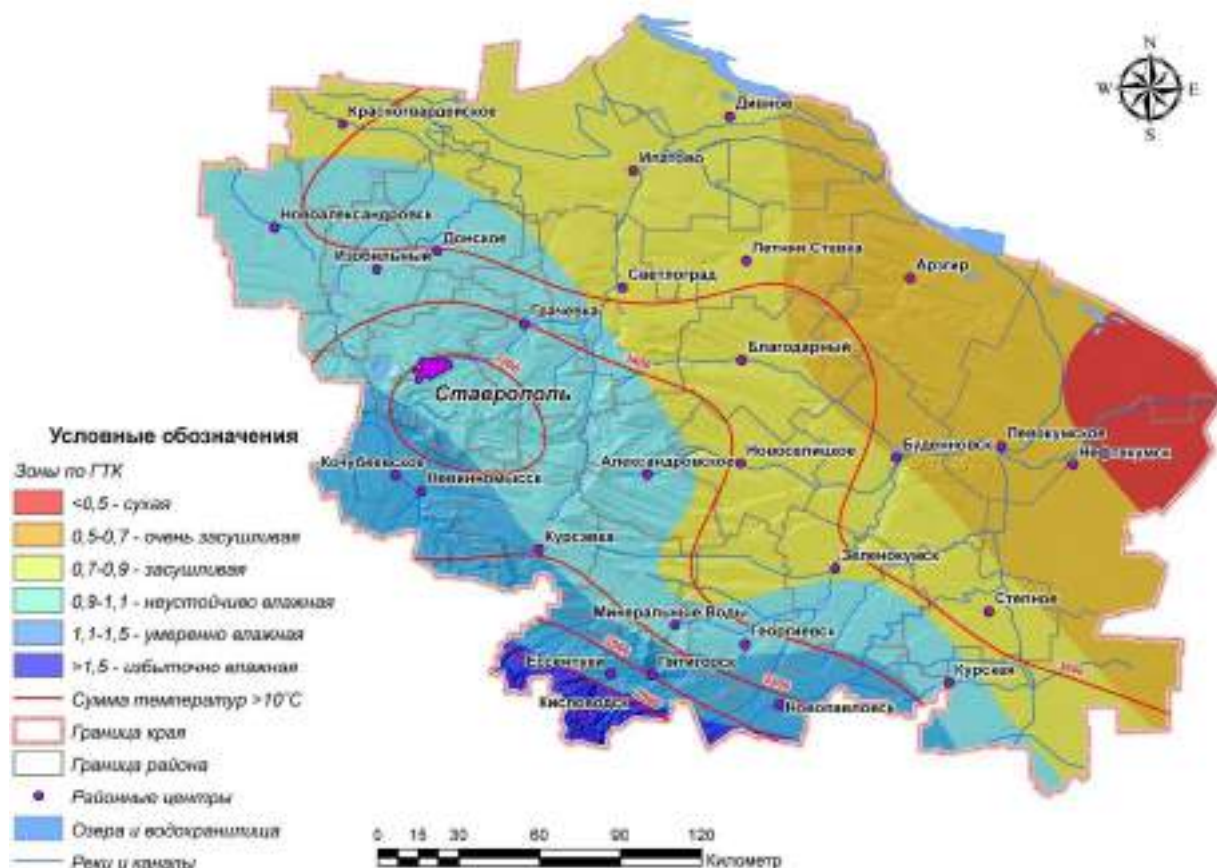 N
W E
S
Красногвардейское
Дивное
Ипатово
Новоалександровск
Донское
Изобильный
Летняя Ставка
Светлоград
Арзгир
Грачевка
Благодарный
Ставрополь
Кочубеевское
Невинномысск
Александровское
Новоселицкое
Буденновск
Левокумское
Нефтекумск
Курсавка
Зеленокумск
Степное
Минеральные Воды
Георгиевск
Ессентуки
Пятигорск
Курская
Кисловодск
Новопавловск
Условные обозначения
Зоны по ГТК
<0,5 - сухая
0,5-0,7 - очень засушливая
0,7-0,9 - засушливая
0,9-1,1 - неустойчиво влажная
1,1-1,5 - умеренно влажная
>1,5 - избыточно влажная
Сумма температур >10°С
Граница края
Граница района
Районные центры
Озера и водохранилища
Реки и каналы
0 15 30 60 90 120
Километр